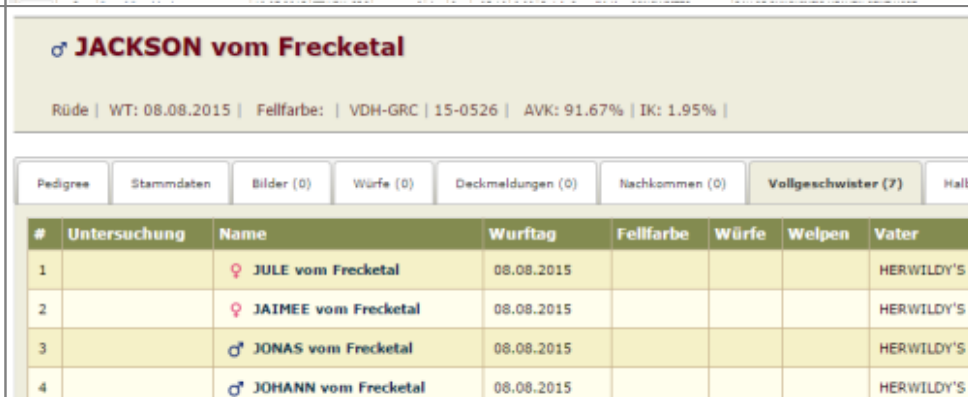 ♂ JACKSON vom Frecketal
Rüde | WT: 08.08.2015 | Fellfarbe: | VDH-GRC | 15-0526 | AVK: 91.67% | IK: 1.95% |
Pedigree Stammdaten Bilder (0) Würfe (0) Deckmeldungen (0) Nachkommen (0) Vollgeschwister (7) Halb
# Untersuchung Name Wurftag Fellfarbe Würfe Welpen Vater
1 ♀ JULE vom Frecketal 08.08.2015 HERWILDY'S
2 ♀ JAIMEE vom Frecketal 08.08.2015 HERWILDY'S
3 ♂ JONAS vom Frecketal 08.08.2015 HERWILDY'S
4 ♂ JOHANN vom Frecketal 08.08.2015 HERWILDY'S